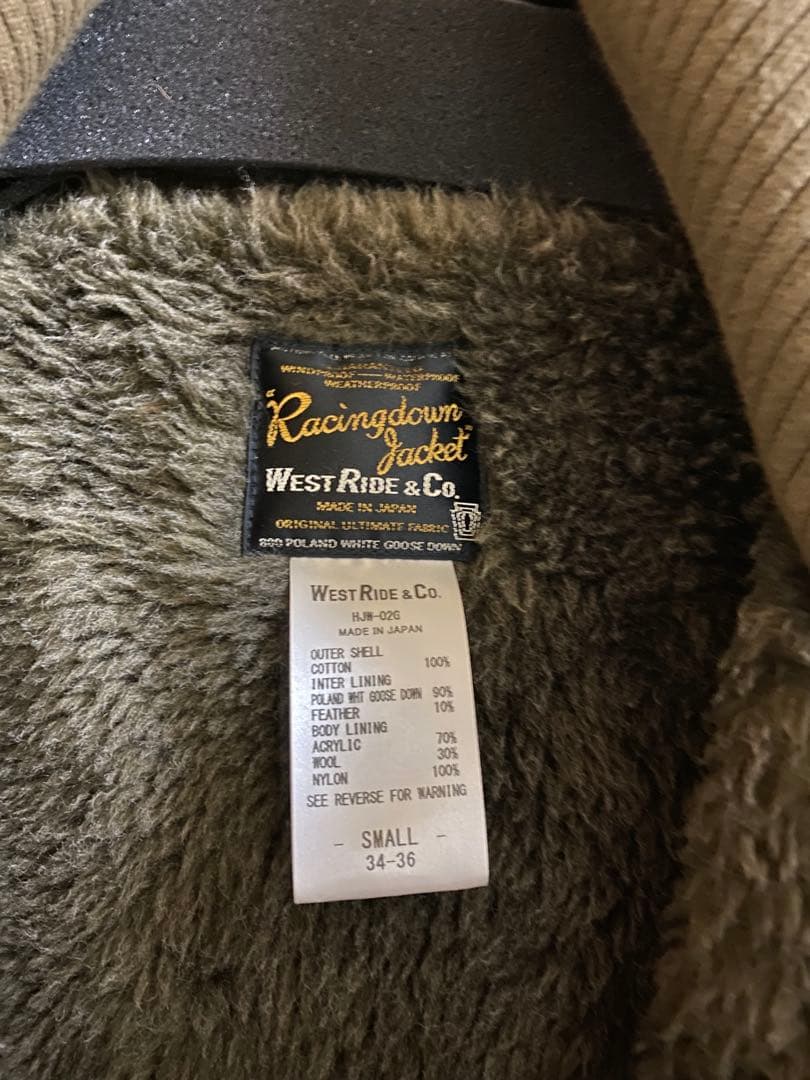 WINDPROOF — WATERPROOF
WEATHERPROOF
"Racingdown
Jacket"
WEST RIDE & CO.
MADE IN JAPAN
ORIGINAL ULTIMATE FABRIC
800 POLAND WHITE GOOSE DOWN
WEST RIDE & CO.
HJW-02G
MADE IN JAPAN
OUTER SHELL
COTTON 100%
INTER LINING
POLAND WHT GOOSE DOWN 90%
FEATHER 10%
BODY LINING
ACRYLIC 70%
WOOL 30%
NYLON 100%
SEE REVERSE FOR WARNING
- SMALL -
34-36